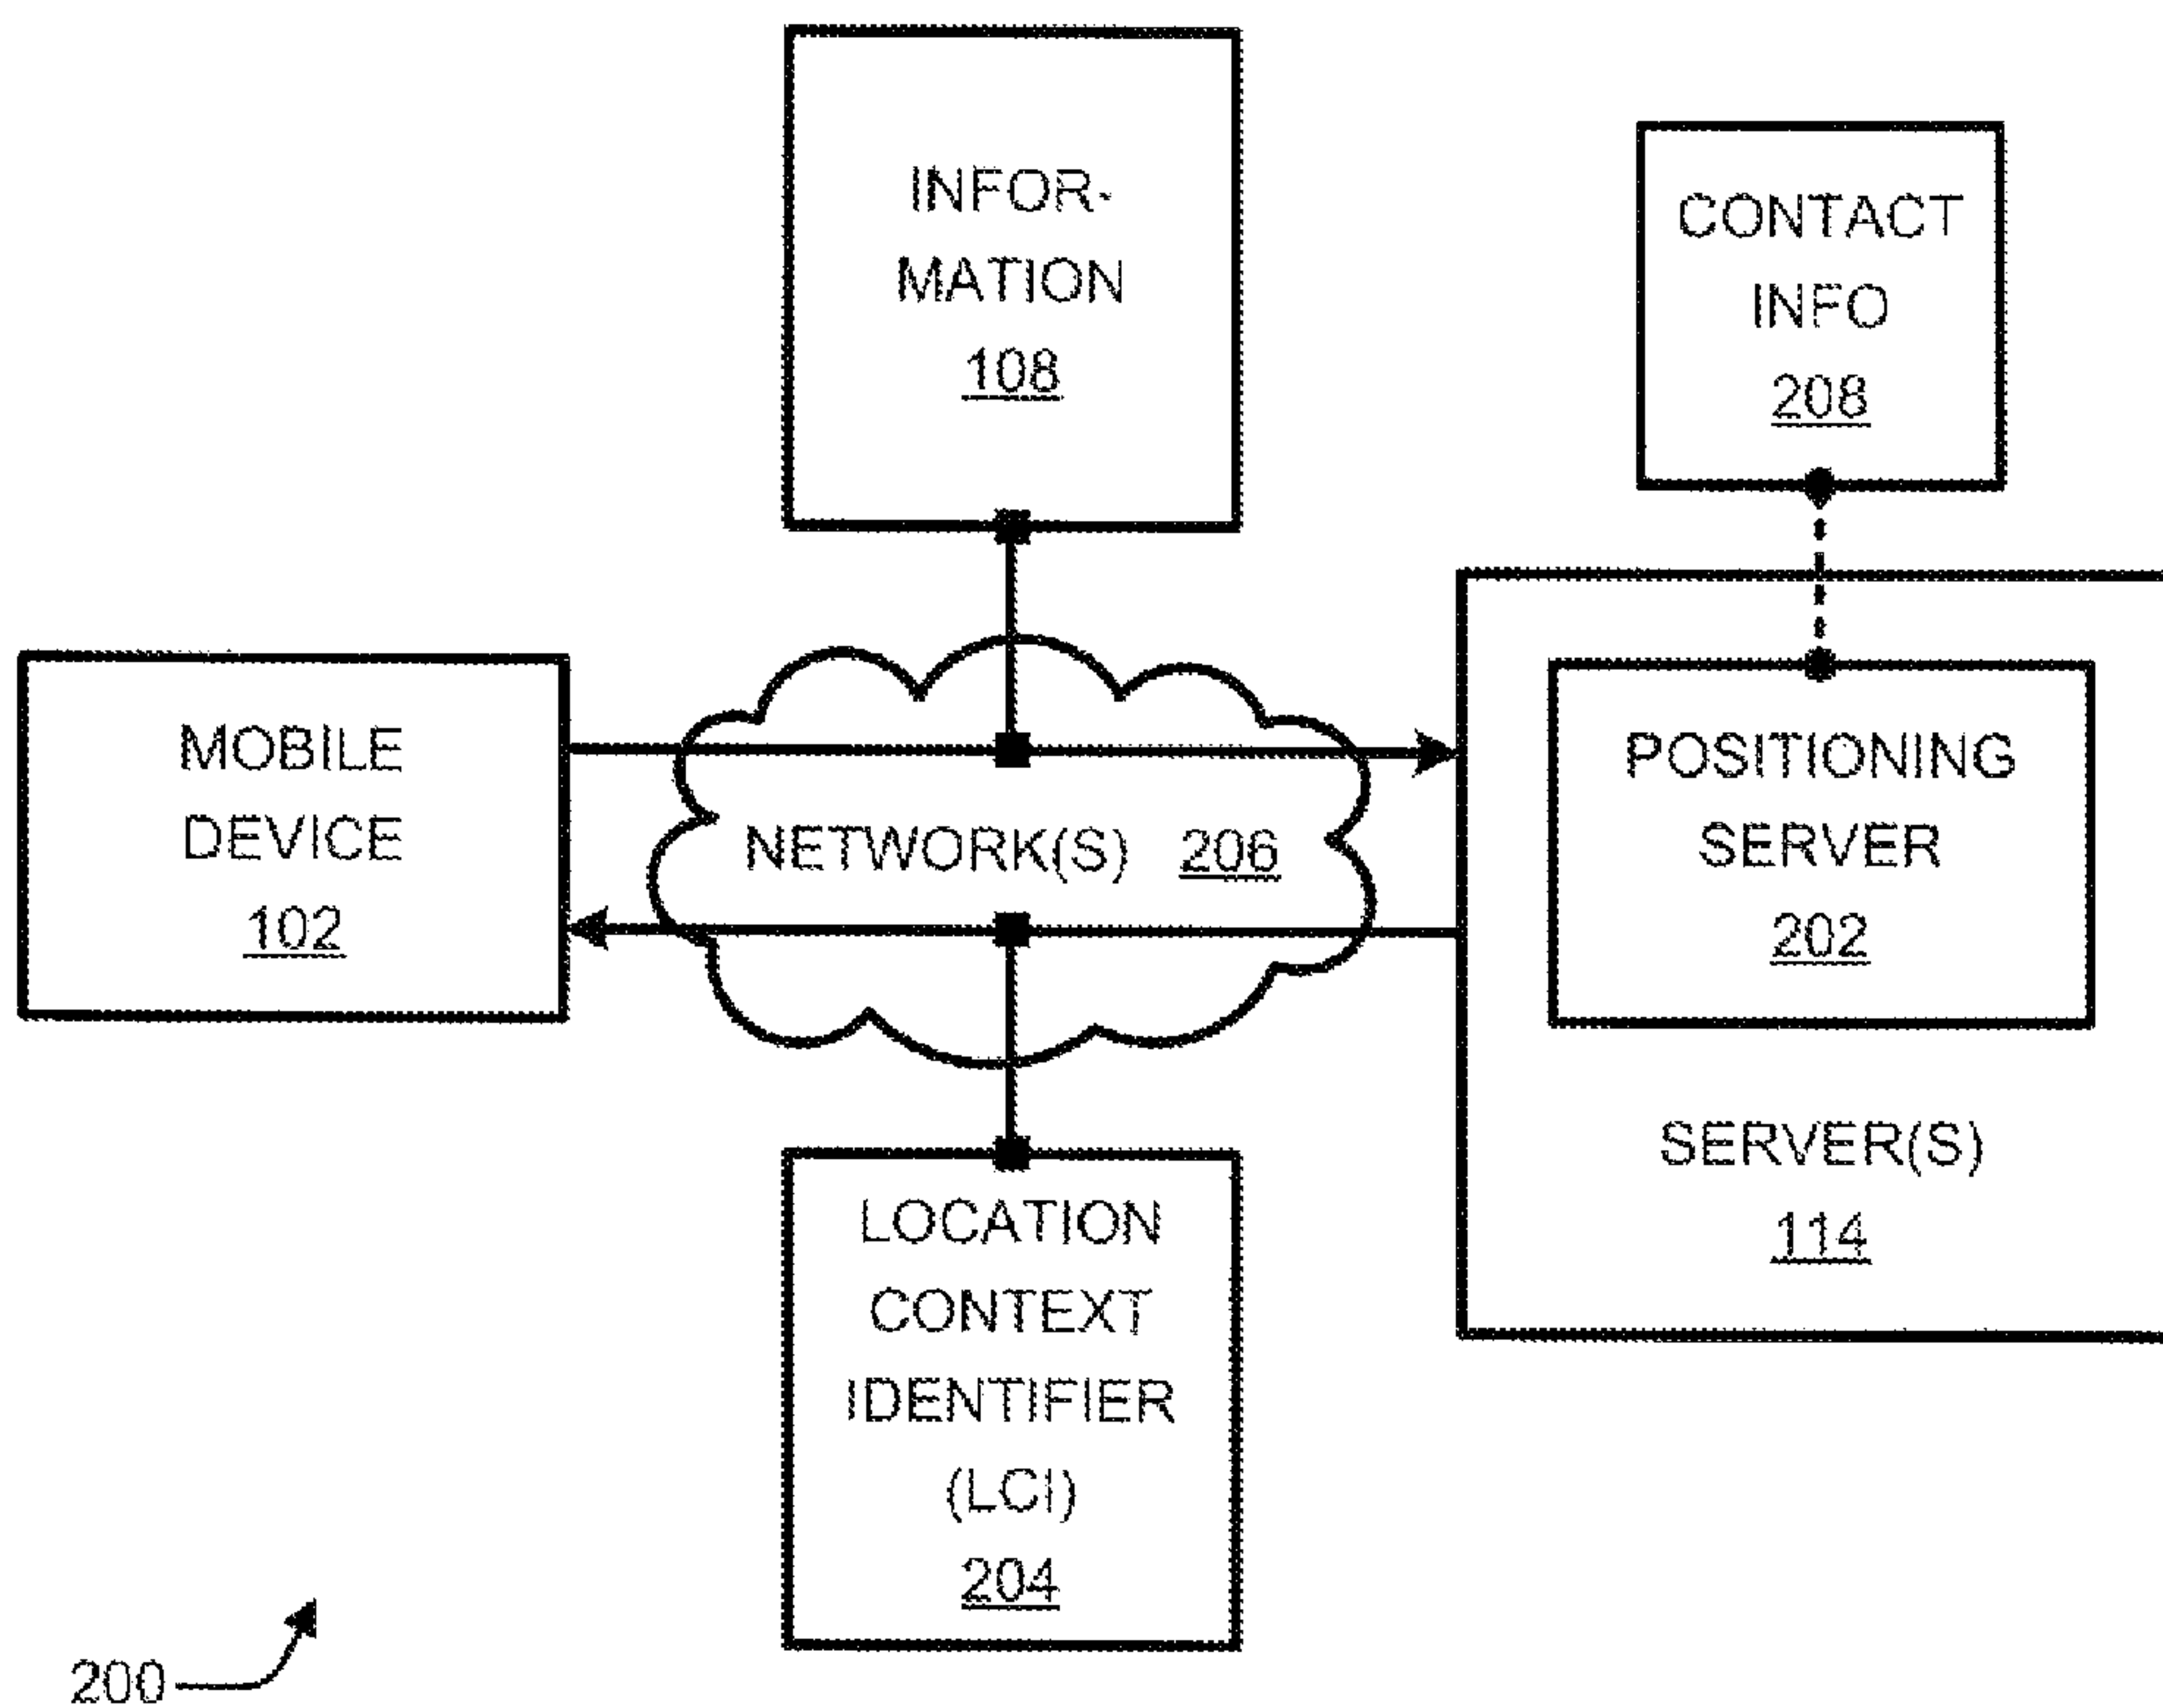 INFOR-
MATION
108
CONTACT
INFO
208
MOBILE
DEVICE
102
NETWORK(S) 206
POSITIONING
SERVER
202
SERVER(S)
114
LOCATION
CONTEXT
IDENTIFIER
(LCI)
204
200